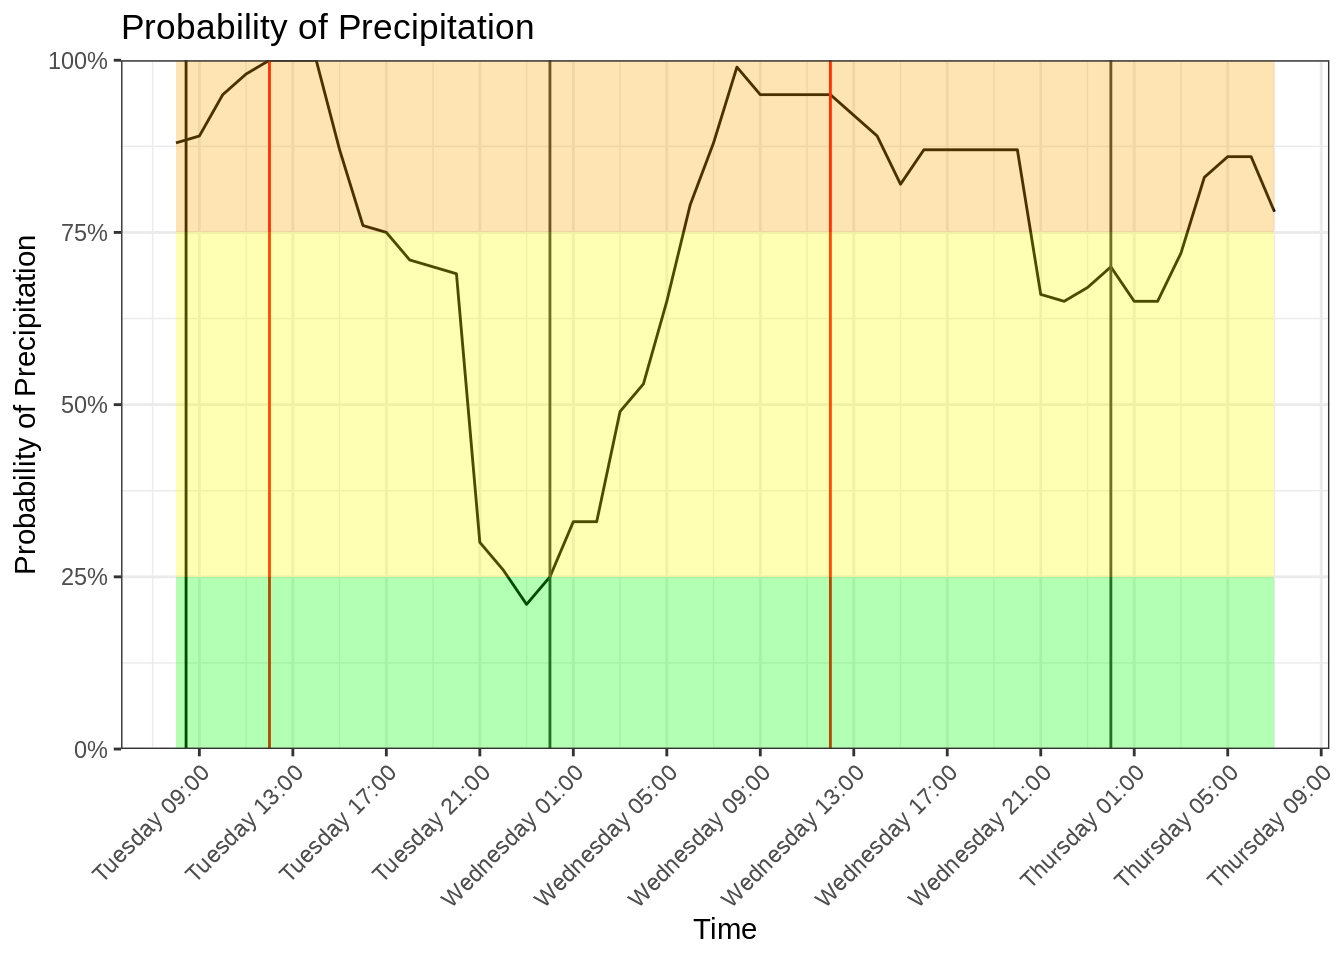 Probability of Precipitation
Probability of Precipitation
100%
75%
50%
25%
0%
Tuesday 09:00
Tuesday 13:00
Tuesday 17:00
Tuesday 21:00
Wednesday 01:00
Wednesday 05:00
Wednesday 09:00
Wednesday 13:00
Wednesday 17:00
Wednesday 21:00
Thursday 01:00
Thursday 05:00
Thursday 09:00
Time